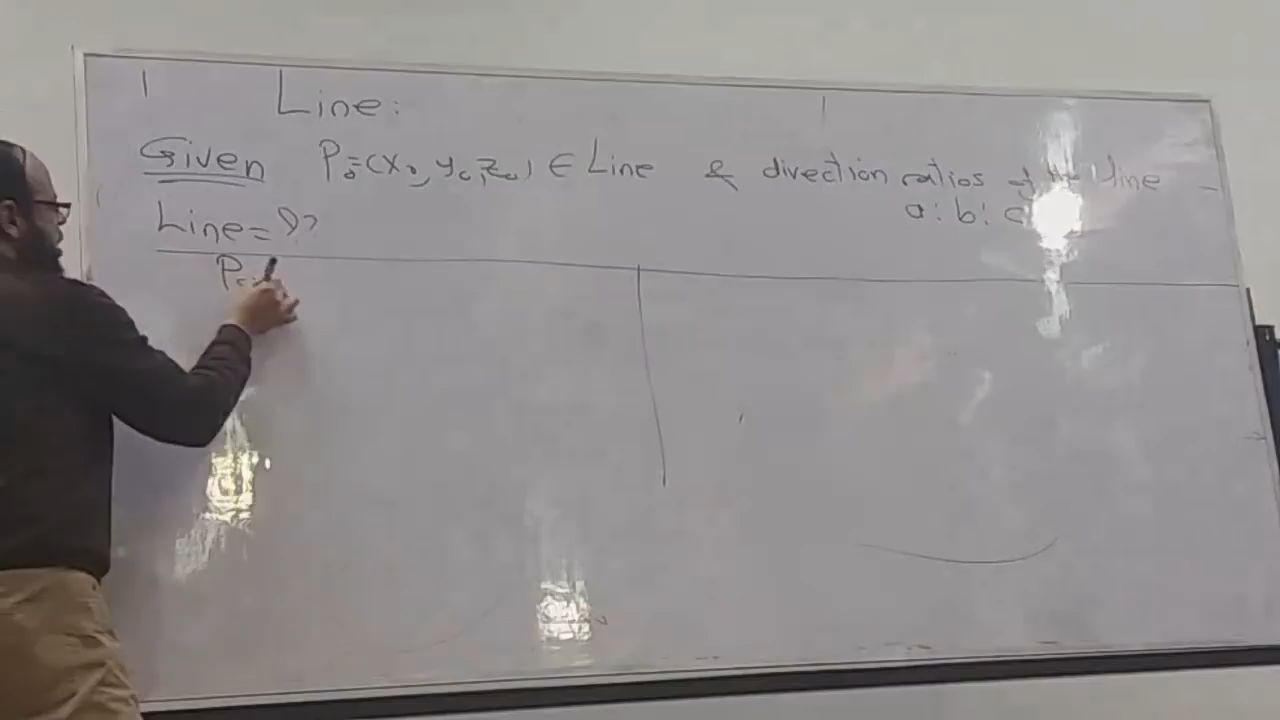 Line:
Given P₀=(x₀, y₀, z₀) ∈ Line & direction ratios of the line
a : b : c
Line = ??